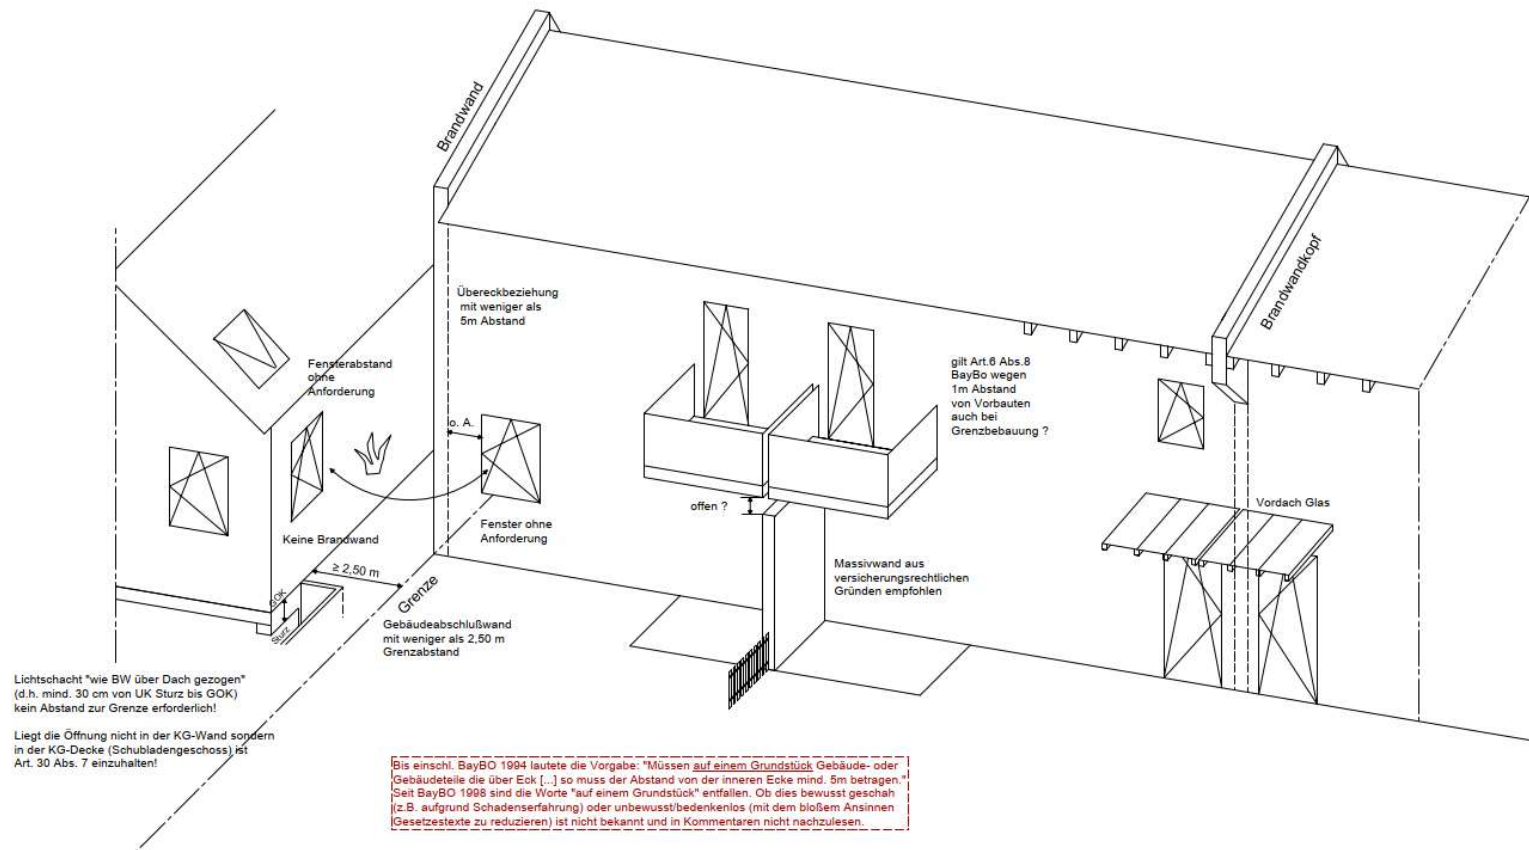 Brandwand
Brandwandkopf
Übereckbeziehung
mit weniger als
5m Abstand
Fensterabstand
ohne
Anforderung
gilt Art.6 Abs.8
BayBo wegen
1m Abstand
von Vorbauten
auch bei
Grenzbebauung ?
o. A.
offen ?
Vordach Glas
Fenster ohne
Anforderung
Keine Brandwand
≥ 2,50 m
Grenze
Massivwand aus
versicherungsrechtlichen
Gründen empfohlen
GOK
Sturz
Gebäudeabschlußwand
mit weniger als 2,50 m
Grenzabstand
Lichtschacht "wie BW über Dach gezogen"
(d.h. mind. 30 cm von UK Sturz bis GOK)
kein Abstand zur Grenze erforderlich!
Liegt die Öffnung nicht in der KG-Wand sondern
in der KG-Decke (Schubladengeschoss) ist
Art. 30 Abs. 7 einzuhalten!
Bis einschl. BayBO 1994 lautete die Vorgabe: "Müssen auf einem Grundstück Gebäude- oder
Gebäudeteile die über Eck [...] so muss der Abstand von der inneren Ecke mind. 5m betragen."
Seit BayBO 1998 sind die Worte "auf einem Grundstück" entfallen. Ob dies bewusst geschah
(z.B. aufgrund Schadenserfahrung) oder unbewusst/bedenkenlos (mit dem bloßem Ansinnen
Gesetzestexte zu reduzieren) ist nicht bekannt und in Kommentaren nicht nachzulesen.